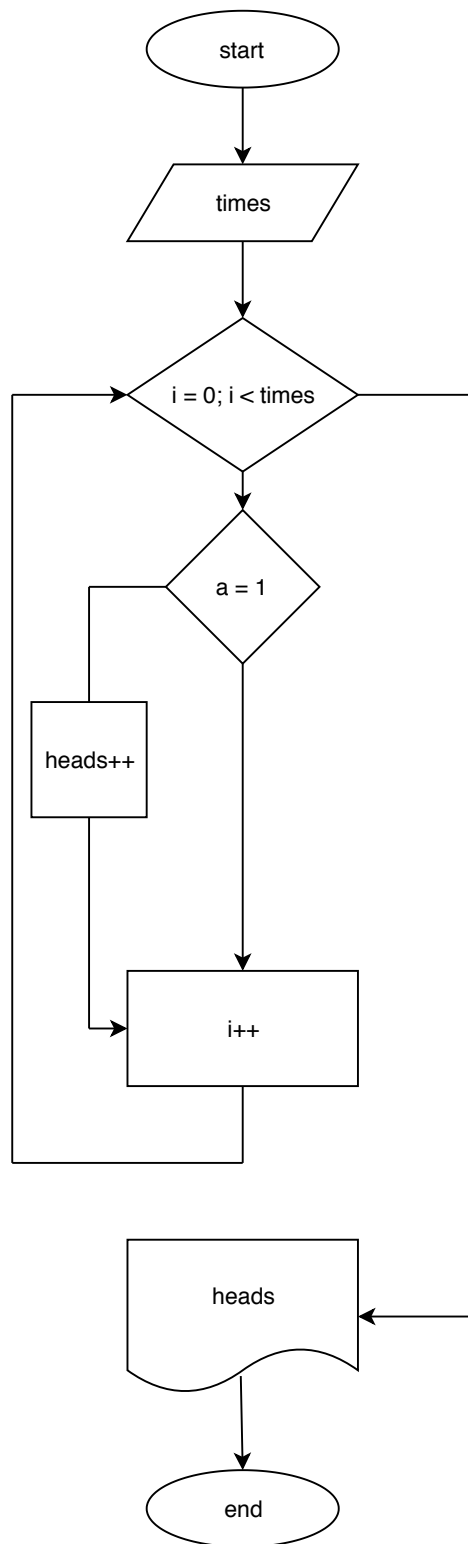 start
times
i = 0; i < times
a = 1
heads++
i++
heads
end